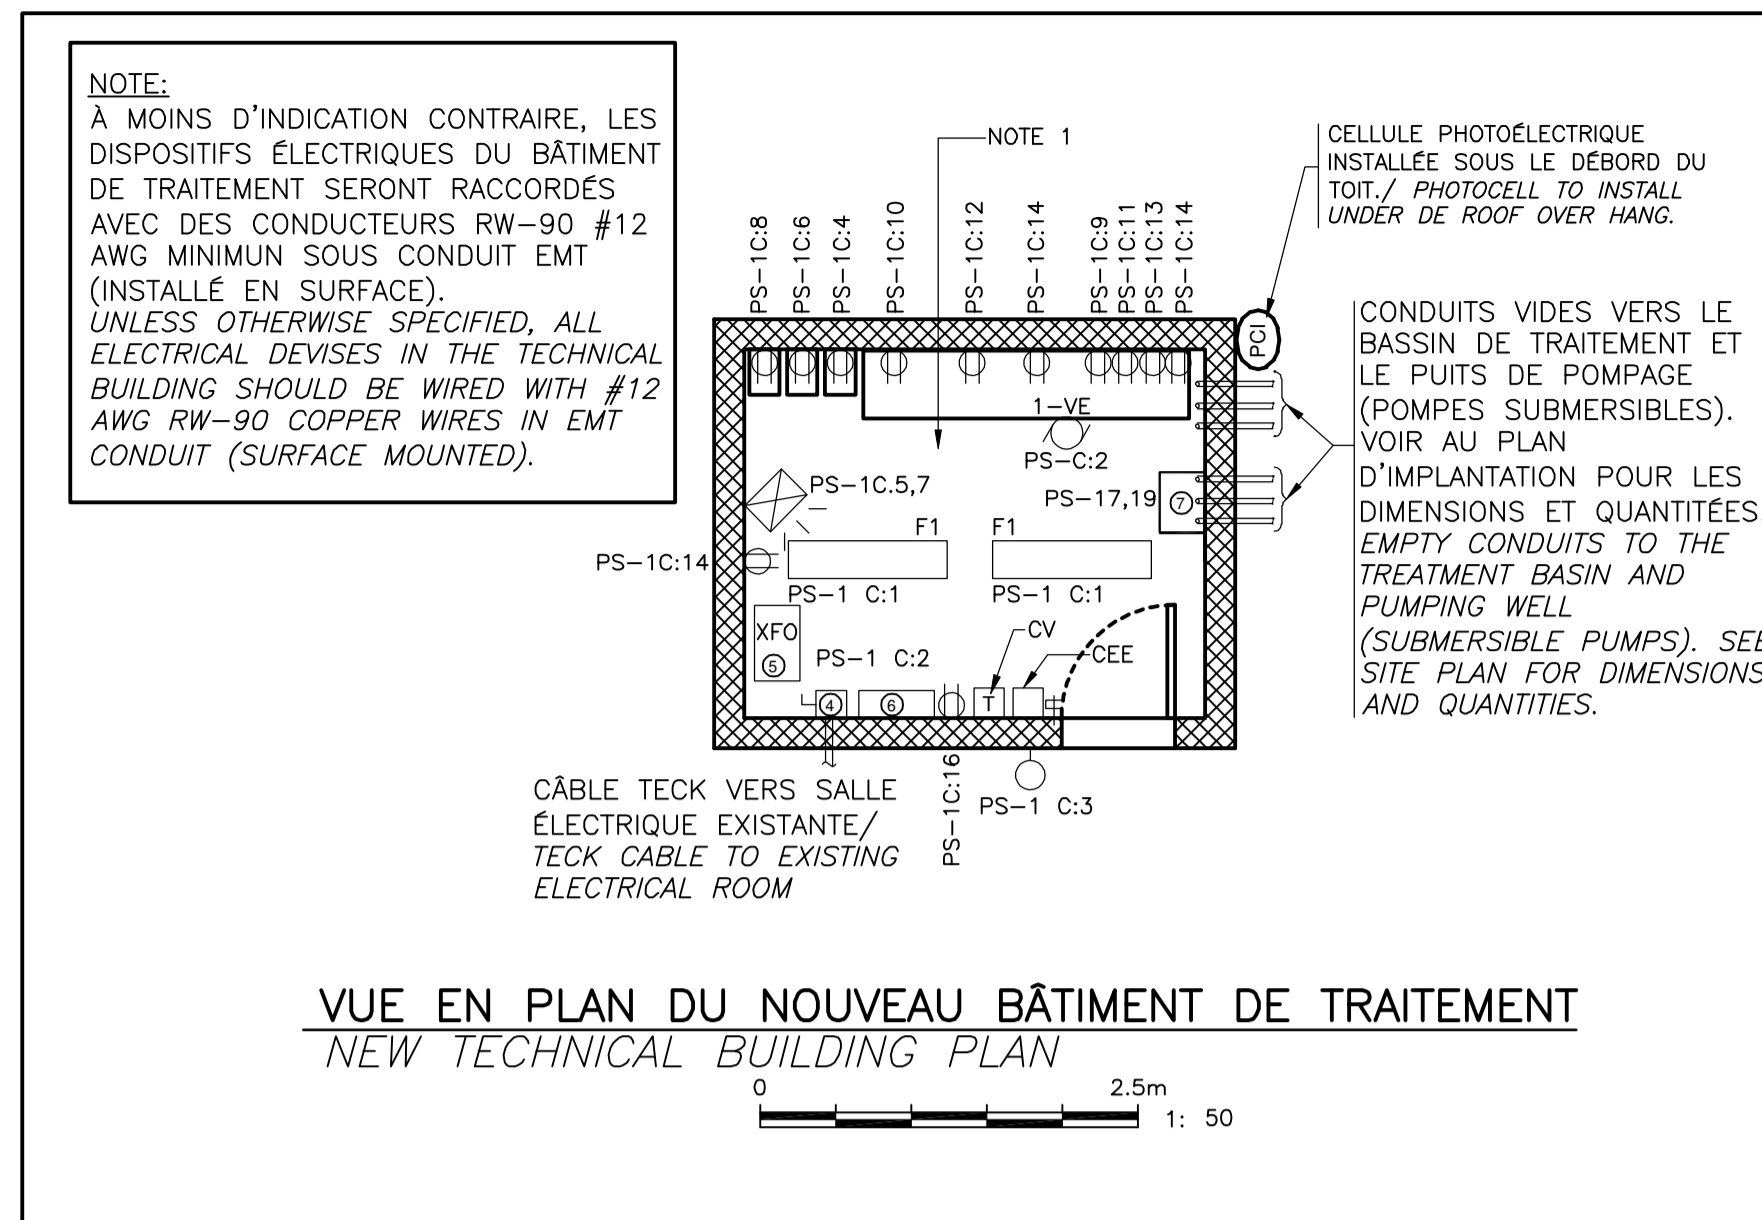 NOTE:
À MOINS D'INDICATION CONTRAIRE, LES
DISPOSITIFS ÉLECTRIQUES DU BÂTIMENT
DE TRAITEMENT SERONT RACCORDÉS
AVEC DES CONDUCTEURS RW-90 #12
AWG MINIMUN SOUS CONDUIT EMT
(INSTALLÉ EN SURFACE).
UNLESS OTHERWISE SPECIFIED, ALL
ELECTRICAL DEVISES IN THE TECHNICAL
BUILDING SHOULD BE WIRED WITH #12
AWG RW-90 COPPER WIRES IN EMT
CONDUIT (SURFACE MOUNTED).
NOTE 1
CELLULE PHOTOÉLECTRIQUE
INSTALLÉE SOUS LE DÉBORD DU
TOIT./ PHOTOCELL TO INSTALL
UNDER DE ROOF OVER HANG.
PS-1C:8
PS-1C:6
PS-1C:4
PS-1C:10
PS-1C:12
PS-1C:14
PS-1C:9
PS-1C:11
PS-1C:13
PS-1C:14
PCI
CONDUITS VIDES VERS LE
BASSIN DE TRAITEMENT ET
LE PUITS DE POMPAGE
(POMPES SUBMERSIBLES).
VOIR AU PLAN
D'IMPLANTATION POUR LES
DIMENSIONS ET QUANTITÉES
EMPTY CONDUITS TO THE
TREATMENT BASIN AND
PUMPING WELL
(SUBMERSIBLE PUMPS). SEE
SITE PLAN FOR DIMENSIONS
AND QUANTITIES.
1-VE
PS-C:2
PS-1C.5,7
PS-17,19
7
F1
F1
PS-1C:14
PS-1 C:1
PS-1 C:1
XFO
5
PS-1 C:2
CV
CEE
4
6
T
PS-1C:16
PS-1 C:3
CÂBLE TECK VERS SALLE
ÉLECTRIQUE EXISTANTE/
TECK CABLE TO EXISTING
ELECTRICAL ROOM
VUE EN PLAN DU NOUVEAU BÂTIMENT DE TRAITEMENT
NEW TECHNICAL BUILDING PLAN
0 2.5m
1: 50